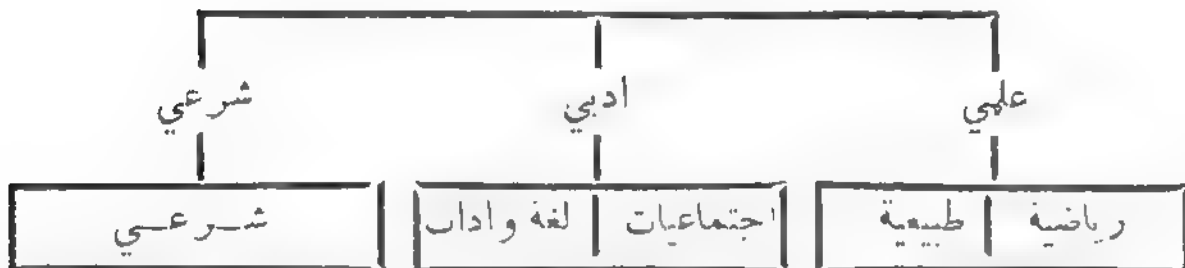 علمي ادبي شرعي
رياضية طبيعية اجتماعيات لغة واداب شـرعـي